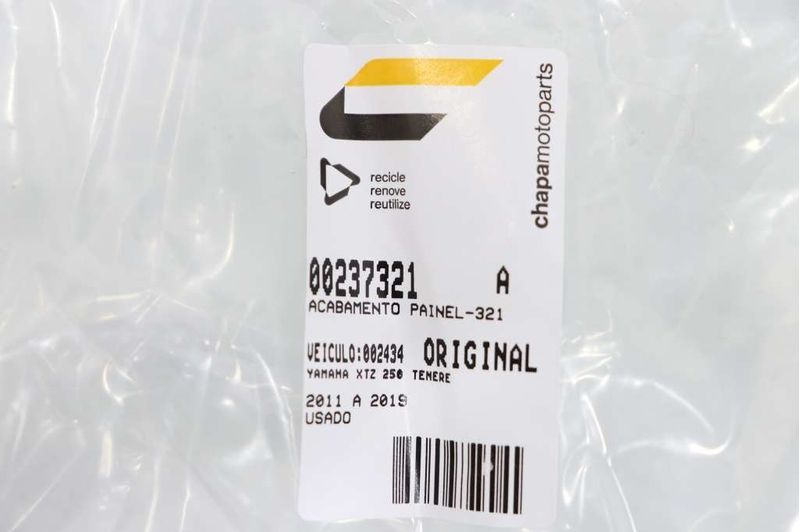 chapamotoparts
recicle
renove
reutilize
00237321 A
ACABAMENTO PAINEL-321
VEICULO:002434 ORIGINAL
YAMAHA XTZ 250 TENERE
2011 A 2019
USADO